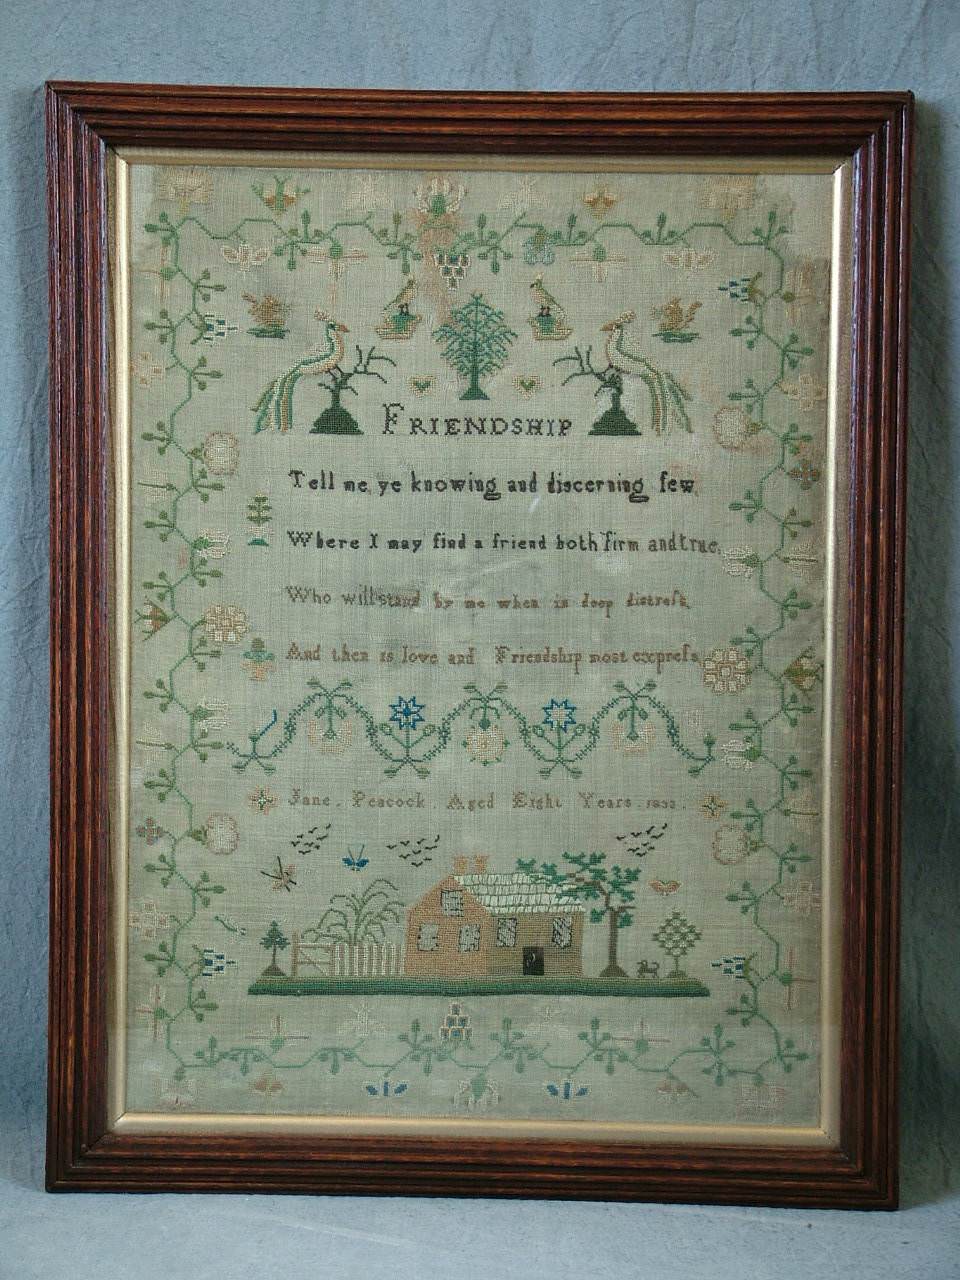 FRIENDSHIP
Tell me ye knowing and discerning few
Where I may find a friend both firm and true
Who will stand by me when in deep distreſs
And then is love and Friendship most expreſs
Jane . Peacock . Aged Eight Years .